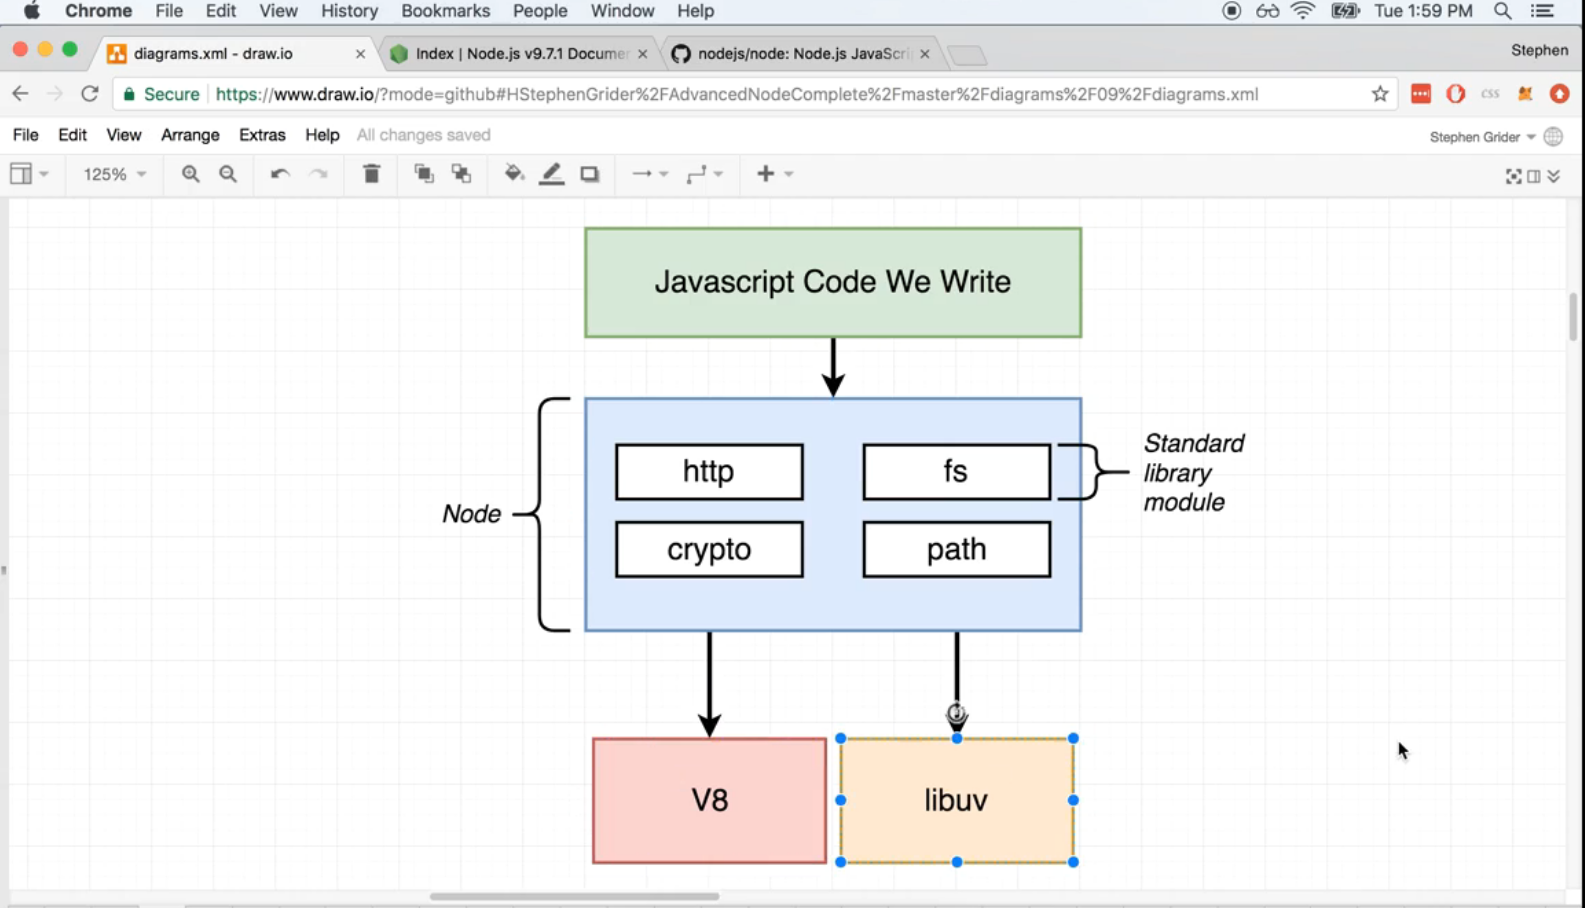 Chrome File Edit View History Bookmarks People Window Help Tue 1:59 PM
diagrams.xml - draw.io Index | Node.js v9.7.1 Documen nodejs/node: Node.js JavaScri Stephen
Secure https://www.draw.io/?mode=github#HStephenGrider%2FAdvancedNodeComplete%2Fmaster%2Fdiagrams%2F09%2Fdiagrams.xml css
File Edit View Arrange Extras Help All changes saved Stephen Grider
125%
Javascript Code We Write
http fs
Standard
library
module
Node
crypto path
V8 libuv